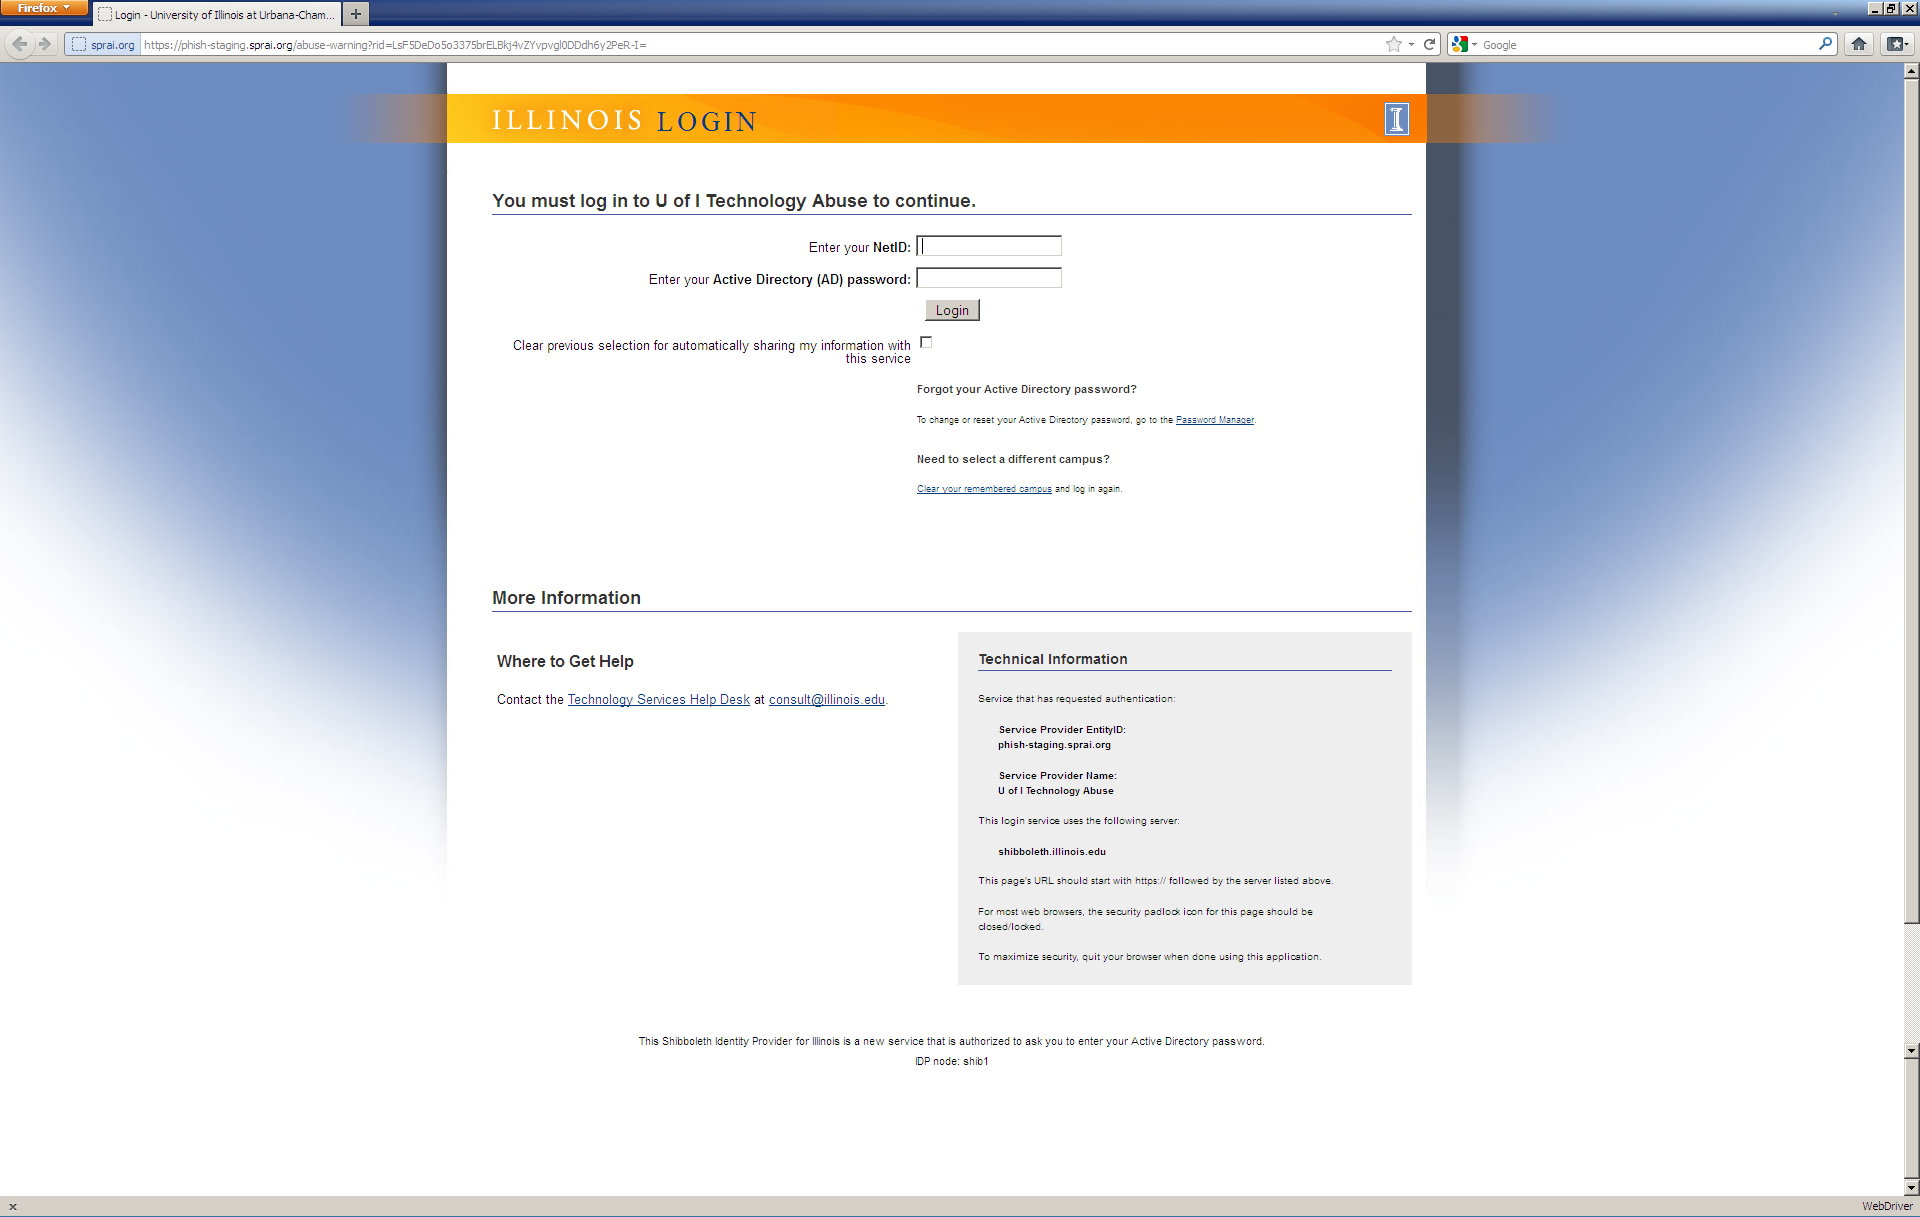 Firefox
Login - University of Illinois at Urbana-Cham...
sprai.org
https://phish-staging.sprai.org/abuse-warning?rid=LsF5DeDo5o3375brELBkj4vZYvpvgl0DDdh6y2PeR-I=
Google
ILLINOIS LOGIN
You must log in to U of I Technology Abuse to continue.
Enter your NetID:
Enter your Active Directory (AD) password:
Login
Clear previous selection for automatically sharing my information with
this service
Forgot your Active Directory password?
To change or reset your Active Directory password, go to the Password Manager.
Need to select a different campus?
Clear your remembered campus and log in again.
More Information
Where to Get Help
Contact the Technology Services Help Desk at consult@illinois.edu.
Technical Information
Service that has requested authentication:
Service Provider EntityID:
phish-staging.sprai.org
Service Provider Name:
U of I Technology Abuse
This login service uses the following server:
shibboleth.illinois.edu
This page's URL should start with https:// followed by the server listed above.
For most web browsers, the security padlock icon for this page should be
closed/locked.
To maximize security, quit your browser when done using this application.
This Shibboleth Identity Provider for Illinois is a new service that is authorized to ask you to enter your Active Directory password.
IDP node: shib1
WebDriver